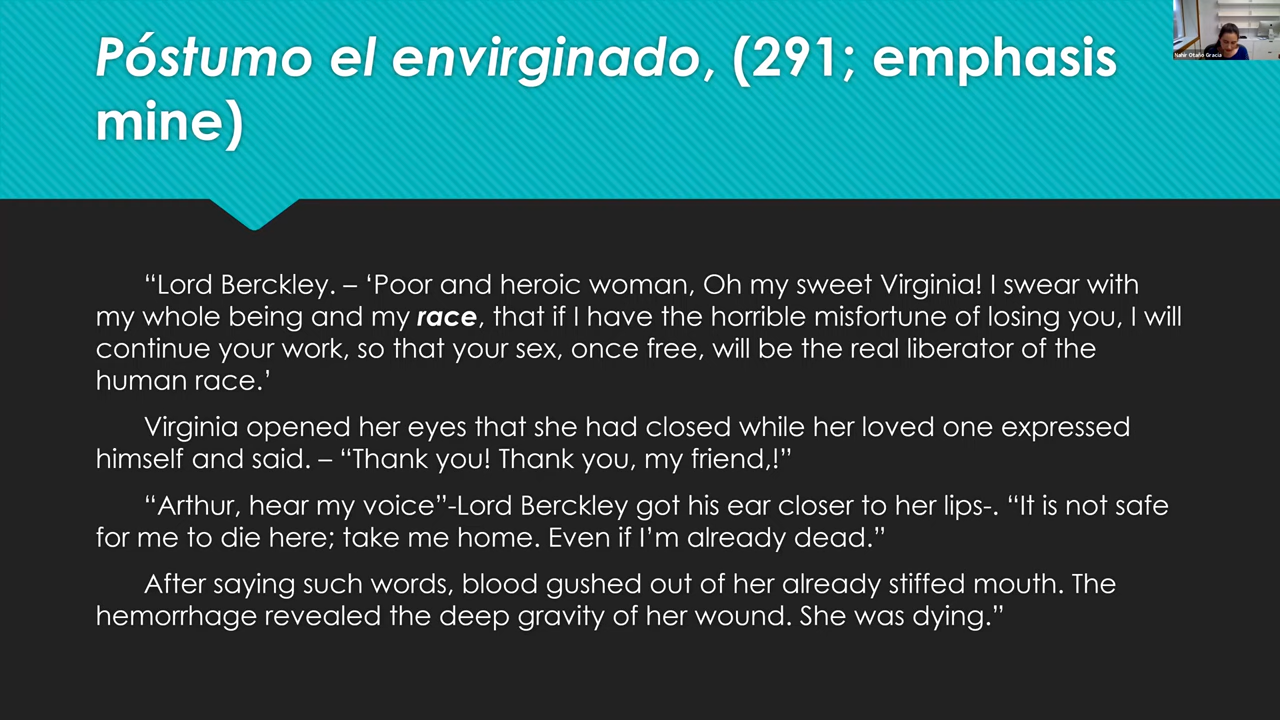 Póstumo el envirginado, (291; emphasis
mine)
Nahir Otaño Gracia
“Lord Berckley. – ‘Poor and heroic woman, Oh my sweet Virginia! I swear with
my whole being and my race, that if I have the horrible misfortune of losing you, I will
continue your work, so that your sex, once free, will be the real liberator of the
human race.’
Virginia opened her eyes that she had closed while her loved one expressed
himself and said. – “Thank you! Thank you, my friend,!”
“Arthur, hear my voice”-Lord Berckley got his ear closer to her lips-. “It is not safe
for me to die here; take me home. Even if I’m already dead.”
After saying such words, blood gushed out of her already stiffed mouth. The
hemorrhage revealed the deep gravity of her wound. She was dying.”